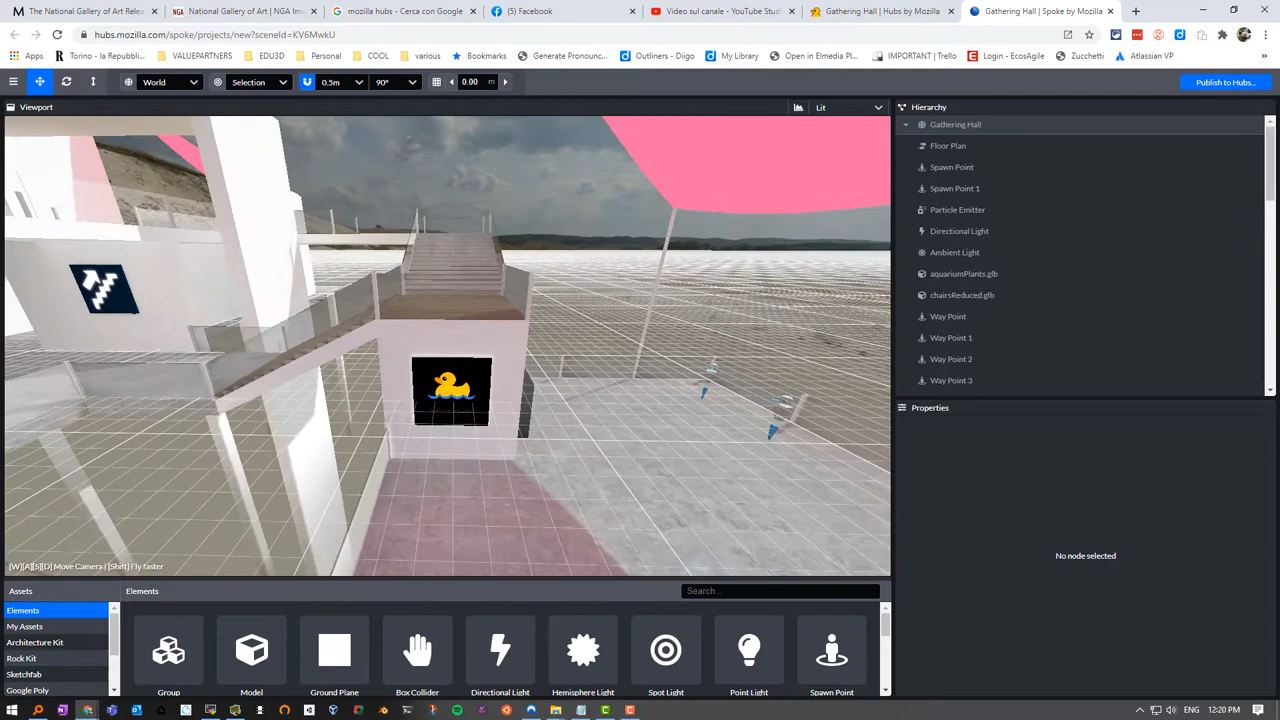 The National Gallery of Art Relea
National Gallery of Art | NGA Ima
mozilla hubs - Cerca con Google
(5) Facebook
Video sul canale - YouTube Studi
Gathering Hall | Hubs by Mozilla
Gathering Hall | Spoke by Mozilla
hubs.mozilla.com/spoke/projects/new?sceneId=KV6MwkU
Apps
Torino - la Repubbli...
VALUEPARTNERS
EDU3D
Personal
COOL
various
Bookmarks
Generate Pronounc...
Outliners - Diigo
My Library
Open in Elmedia Pl...
IMPORTANT | Trello
Login - EcosAgile
Zucchetti
Atlassian VP
World
Selection
0.5m
90°
0.00 m
Publish to Hubs...
Viewport
Lit
Hierarchy
Gathering Hall
Floor Plan
Spawn Point
Spawn Point 1
Particle Emitter
Directional Light
Ambient Light
aquariumPlants.glb
chairsReduced.glb
Way Point
Way Point 1
Way Point 2
Way Point 3
Properties
No node selected
[W][A][S][D] Move Camera | [Shift] Fly faster
Assets
Elements
My Assets
Architecture Kit
Rock Kit
Sketchfab
Google Poly
Elements
Search...
Group
Model
Ground Plane
Box Collider
Directional Light
Hemisphere Light
Spot Light
Point Light
Spawn Point
ENG
12:20 PM